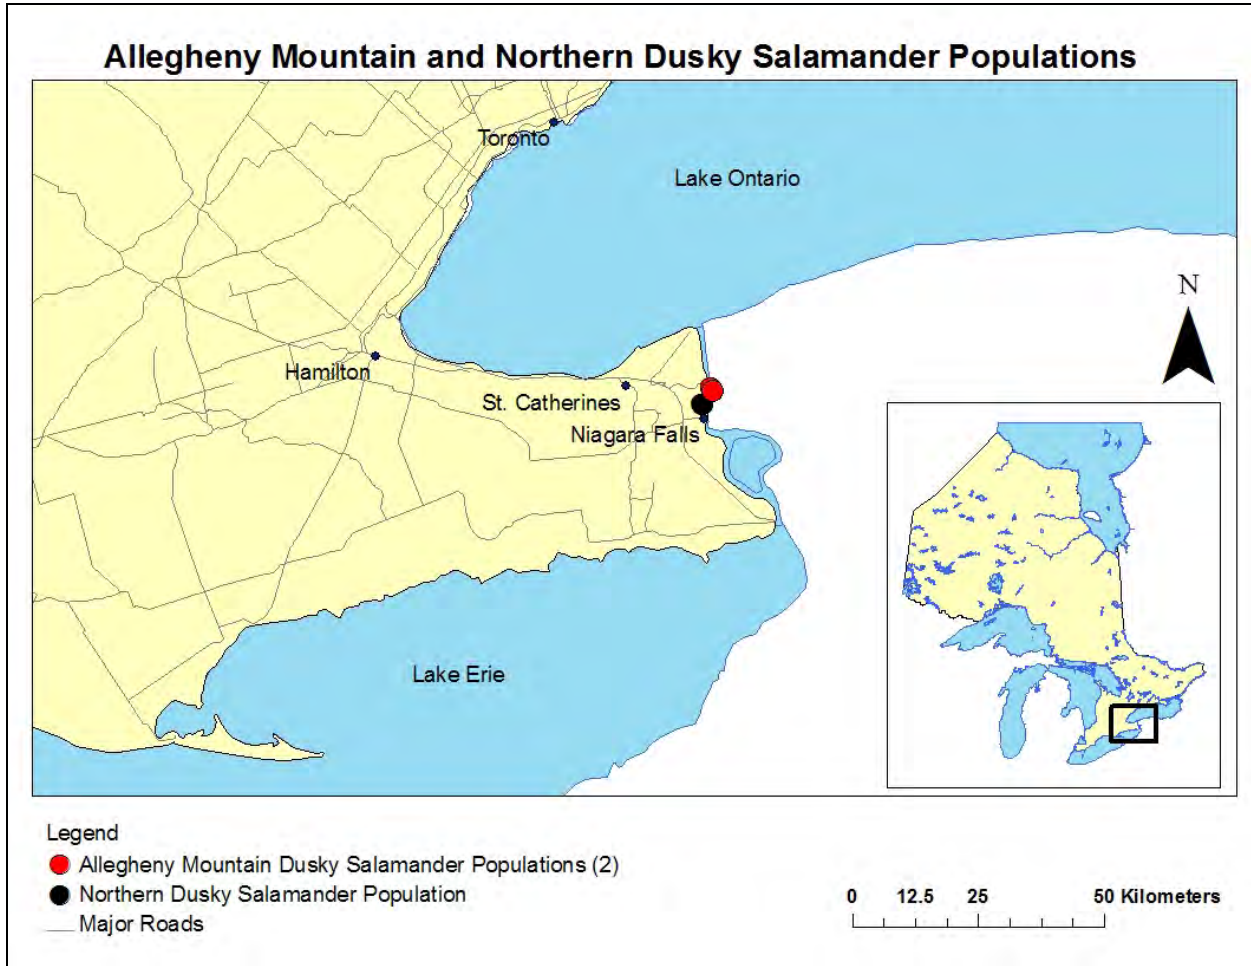 Allegheny Mountain and Northern Dusky Salamander Populations
Toronto
Lake Ontario
N
Hamilton
St. Catherines
Niagara Falls
Lake Erie
Legend
Allegheny Mountain Dusky Salamander Populations (2)
Northern Dusky Salamander Population
Major Roads
0 12.5 25 50 Kilometers